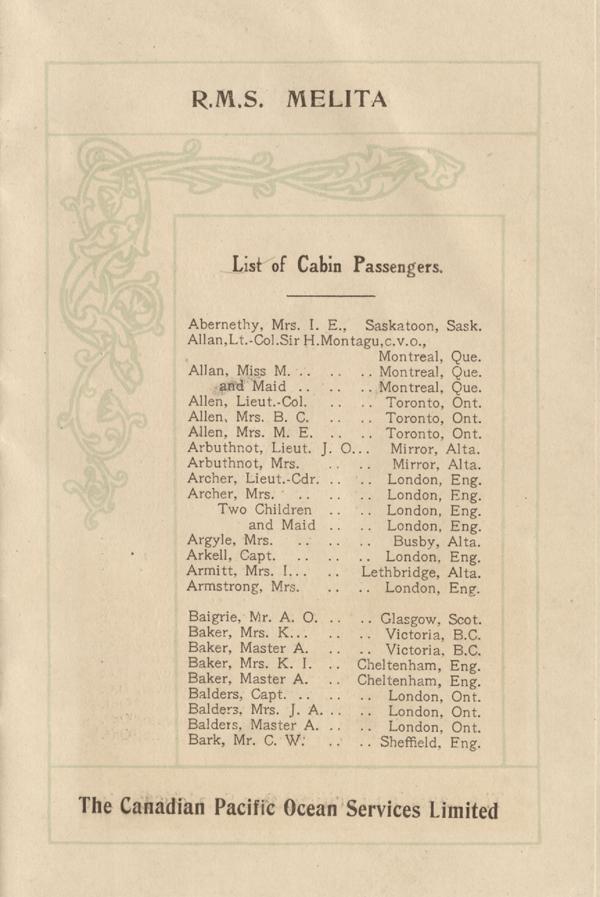 R.M.S. MELITA
List of Cabin Passengers.
Abernethy, Mrs. I. E., Saskatoon, Sask.
Allan,Lt.-Col.Sir H.Montagu,c.v.o.,
Montreal, Que.
Allan, Miss M. .. .. .. Montreal, Que.
and Maid .. .. .. Montreal, Que.
Allen, Lieut.-Col. .. .. Toronto, Ont.
Allen, Mrs. B. C. .. .. Toronto, Ont.
Allen, Mrs. M. E. .. .. Toronto, Ont.
Arbuthnot, Lieut. J. O... Mirror, Alta.
Arbuthnot, Mrs. .. .. Mirror, Alta.
Archer, Lieut.-Cdr. .. .. London, Eng.
Archer, Mrs. .. .. .. London, Eng.
Two Children .. .. London, Eng.
and Maid .. .. London, Eng.
Argyle, Mrs. .. .. .. Busby, Alta.
Arkell, Capt. .. .. .. London, Eng.
Armitt, Mrs. I... .. Lethbridge, Alta.
Armstrong, Mrs. .. .. London, Eng.
Baigrie, Mr. A. O. .. .. Glasgow, Scot.
Baker, Mrs. K... .. .. Victoria, B.C.
Baker, Master A. .. .. Victoria, B.C.
Baker, Mrs. K. I. .. Cheltenham, Eng.
Baker, Master A. .. Cheltenham, Eng.
Balders, Capt. .. .. .. London, Ont.
Balders, Mrs. J. A. .. .. London, Ont.
Balders, Master A. .. .. London, Ont.
Bark, Mr. C. W. .. .. Sheffield, Eng.
The Canadian Pacific Ocean Services Limited